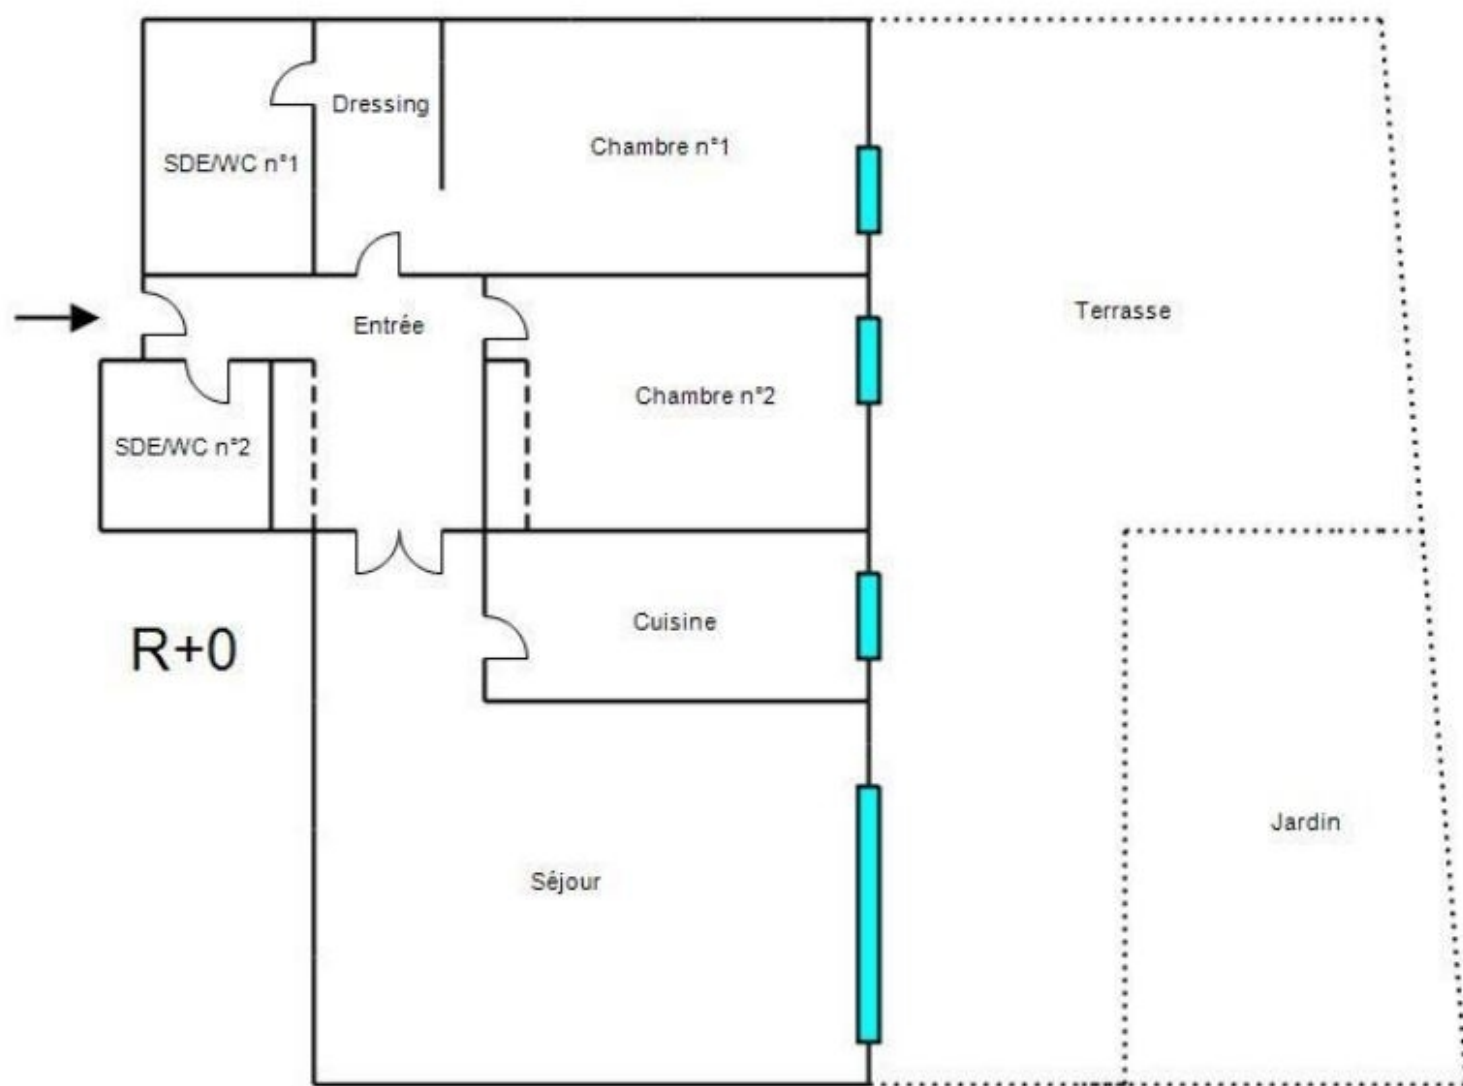 Dressing
Chambre n°1
SDE/WC n°1
Terrasse
Entrée
Chambre n°2
SDE/WC n°2
Cuisine
R+0
Jardin
Séjour